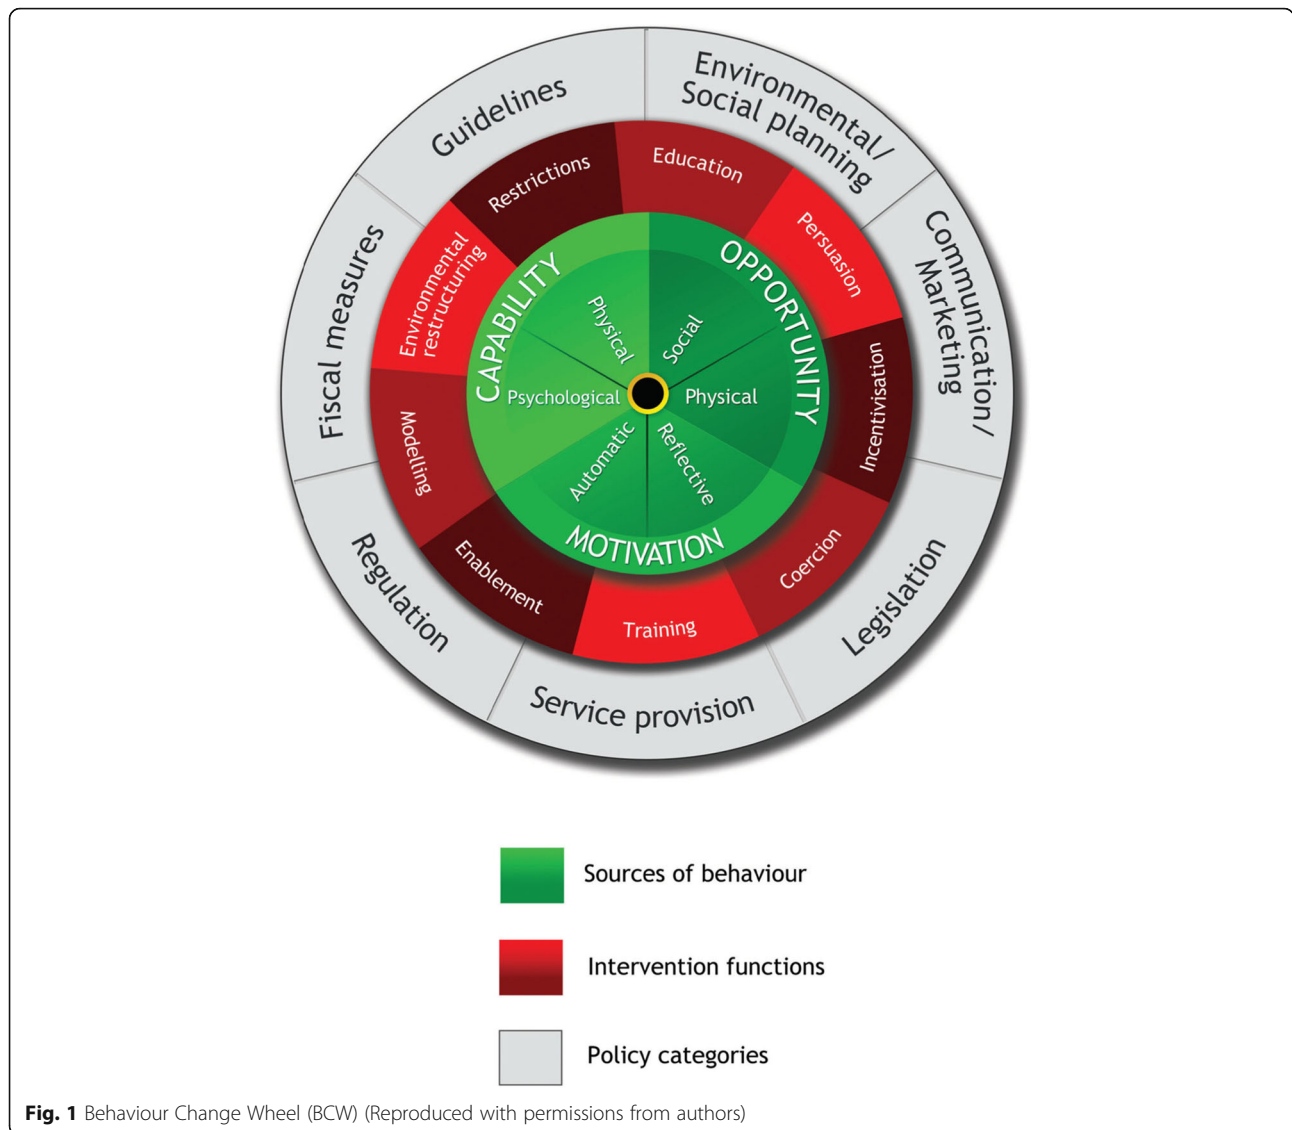 Guidelines
Environmental/
Social planning
Communication/
Marketing
Legislation
Service provision
Regulation
Fiscal measures
Restrictions
Education
Persuasion
Incentivisation
Coercion
Training
Enablement
Modelling
Environmental
restructuring
CAPABILITY
OPPORTUNITY
MOTIVATION
Physical
Social
Physical
Reflective
Automatic
Psychological
Sources of behaviour
Intervention functions
Policy categories
Fig. 1 Behaviour Change Wheel (BCW) (Reproduced with permissions from authors)